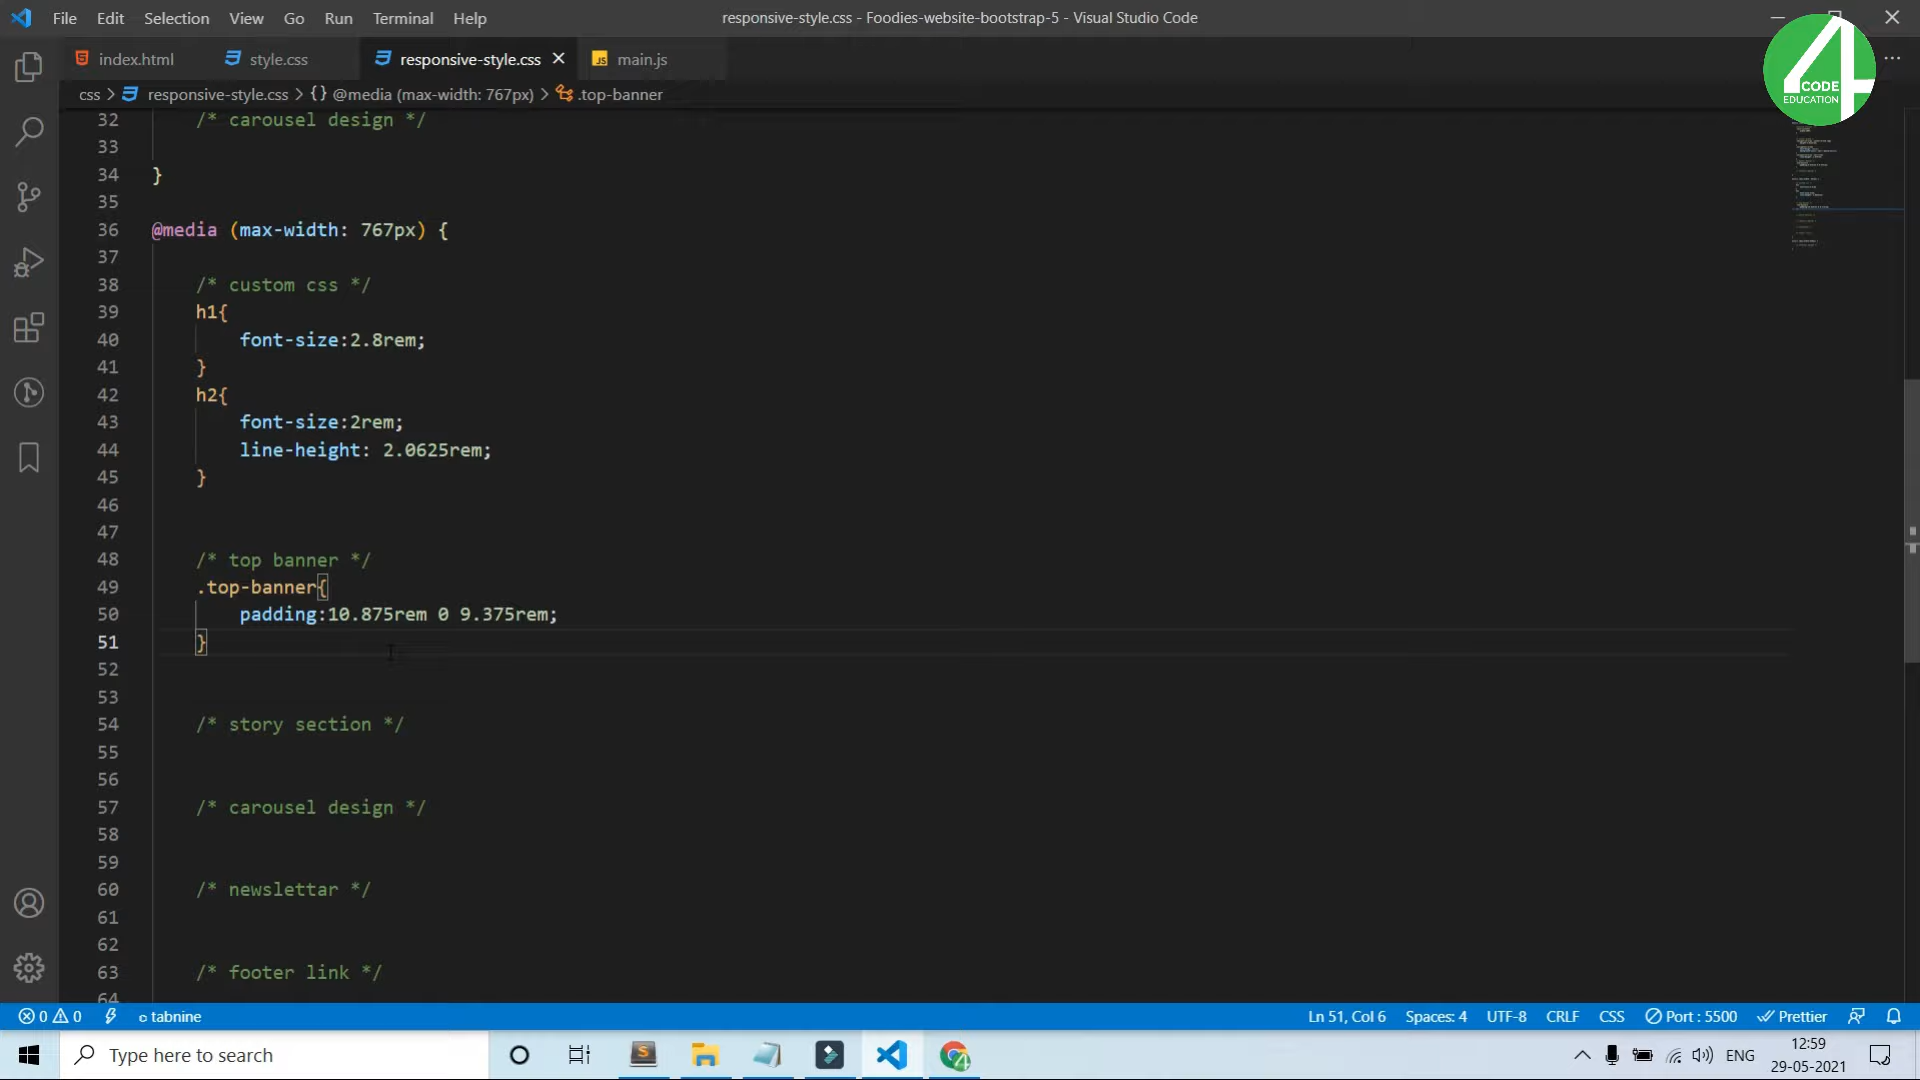 File Edit Selection View Go Run Terminal Help
responsive-style.css - Foodies-website-bootstrap-5 - Visual Studio Code
index.html
style.css
responsive-style.css
JS main.js
4
CODE
EDUCATION
css > responsive-style.css > {} @media (max-width: 767px) > .top-banner
32 /* carousel design */
33
34 }
35
36 @media (max-width: 767px) {
37
38 /* custom css */
39 h1{
40 font-size:2.8rem;
41 }
42 h2{
43 font-size:2rem;
44 line-height: 2.0625rem;
45 }
46
47
48 /* top banner */
49 .top-banner{
50 padding:10.875rem 0 9.375rem;
51 }
52
53
54 /* story section */
55
56
57 /* carousel design */
58
59
60 /* newslettar */
61
62
63 /* footer link */
64
0 0 tabnine
Ln 51, Col 6 Spaces: 4 UTF-8 CRLF CSS Port : 5500 Prettier
Type here to search
ENG
12:59
29-05-2021